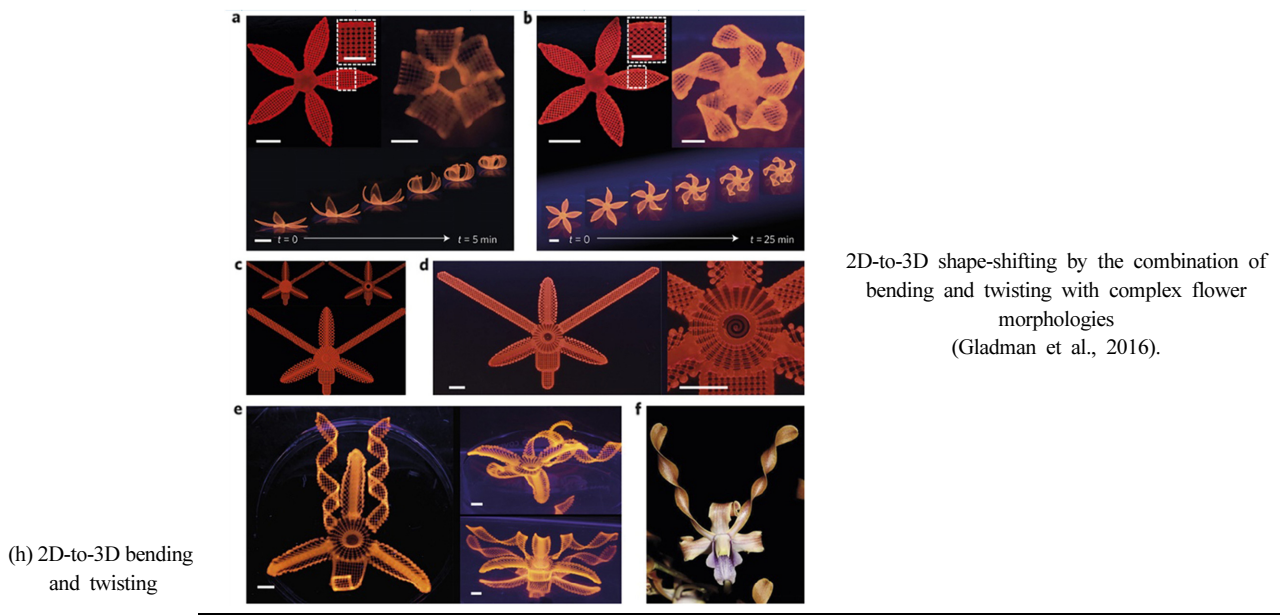 a
b
t = 0
t = 5 min
t = 0
t = 25 min
c
d
e
f
(h) 2D-to-3D bending
and twisting
2D-to-3D shape-shifting by the combination of
bending and twisting with complex flower
morphologies
(Gladman et al., 2016).